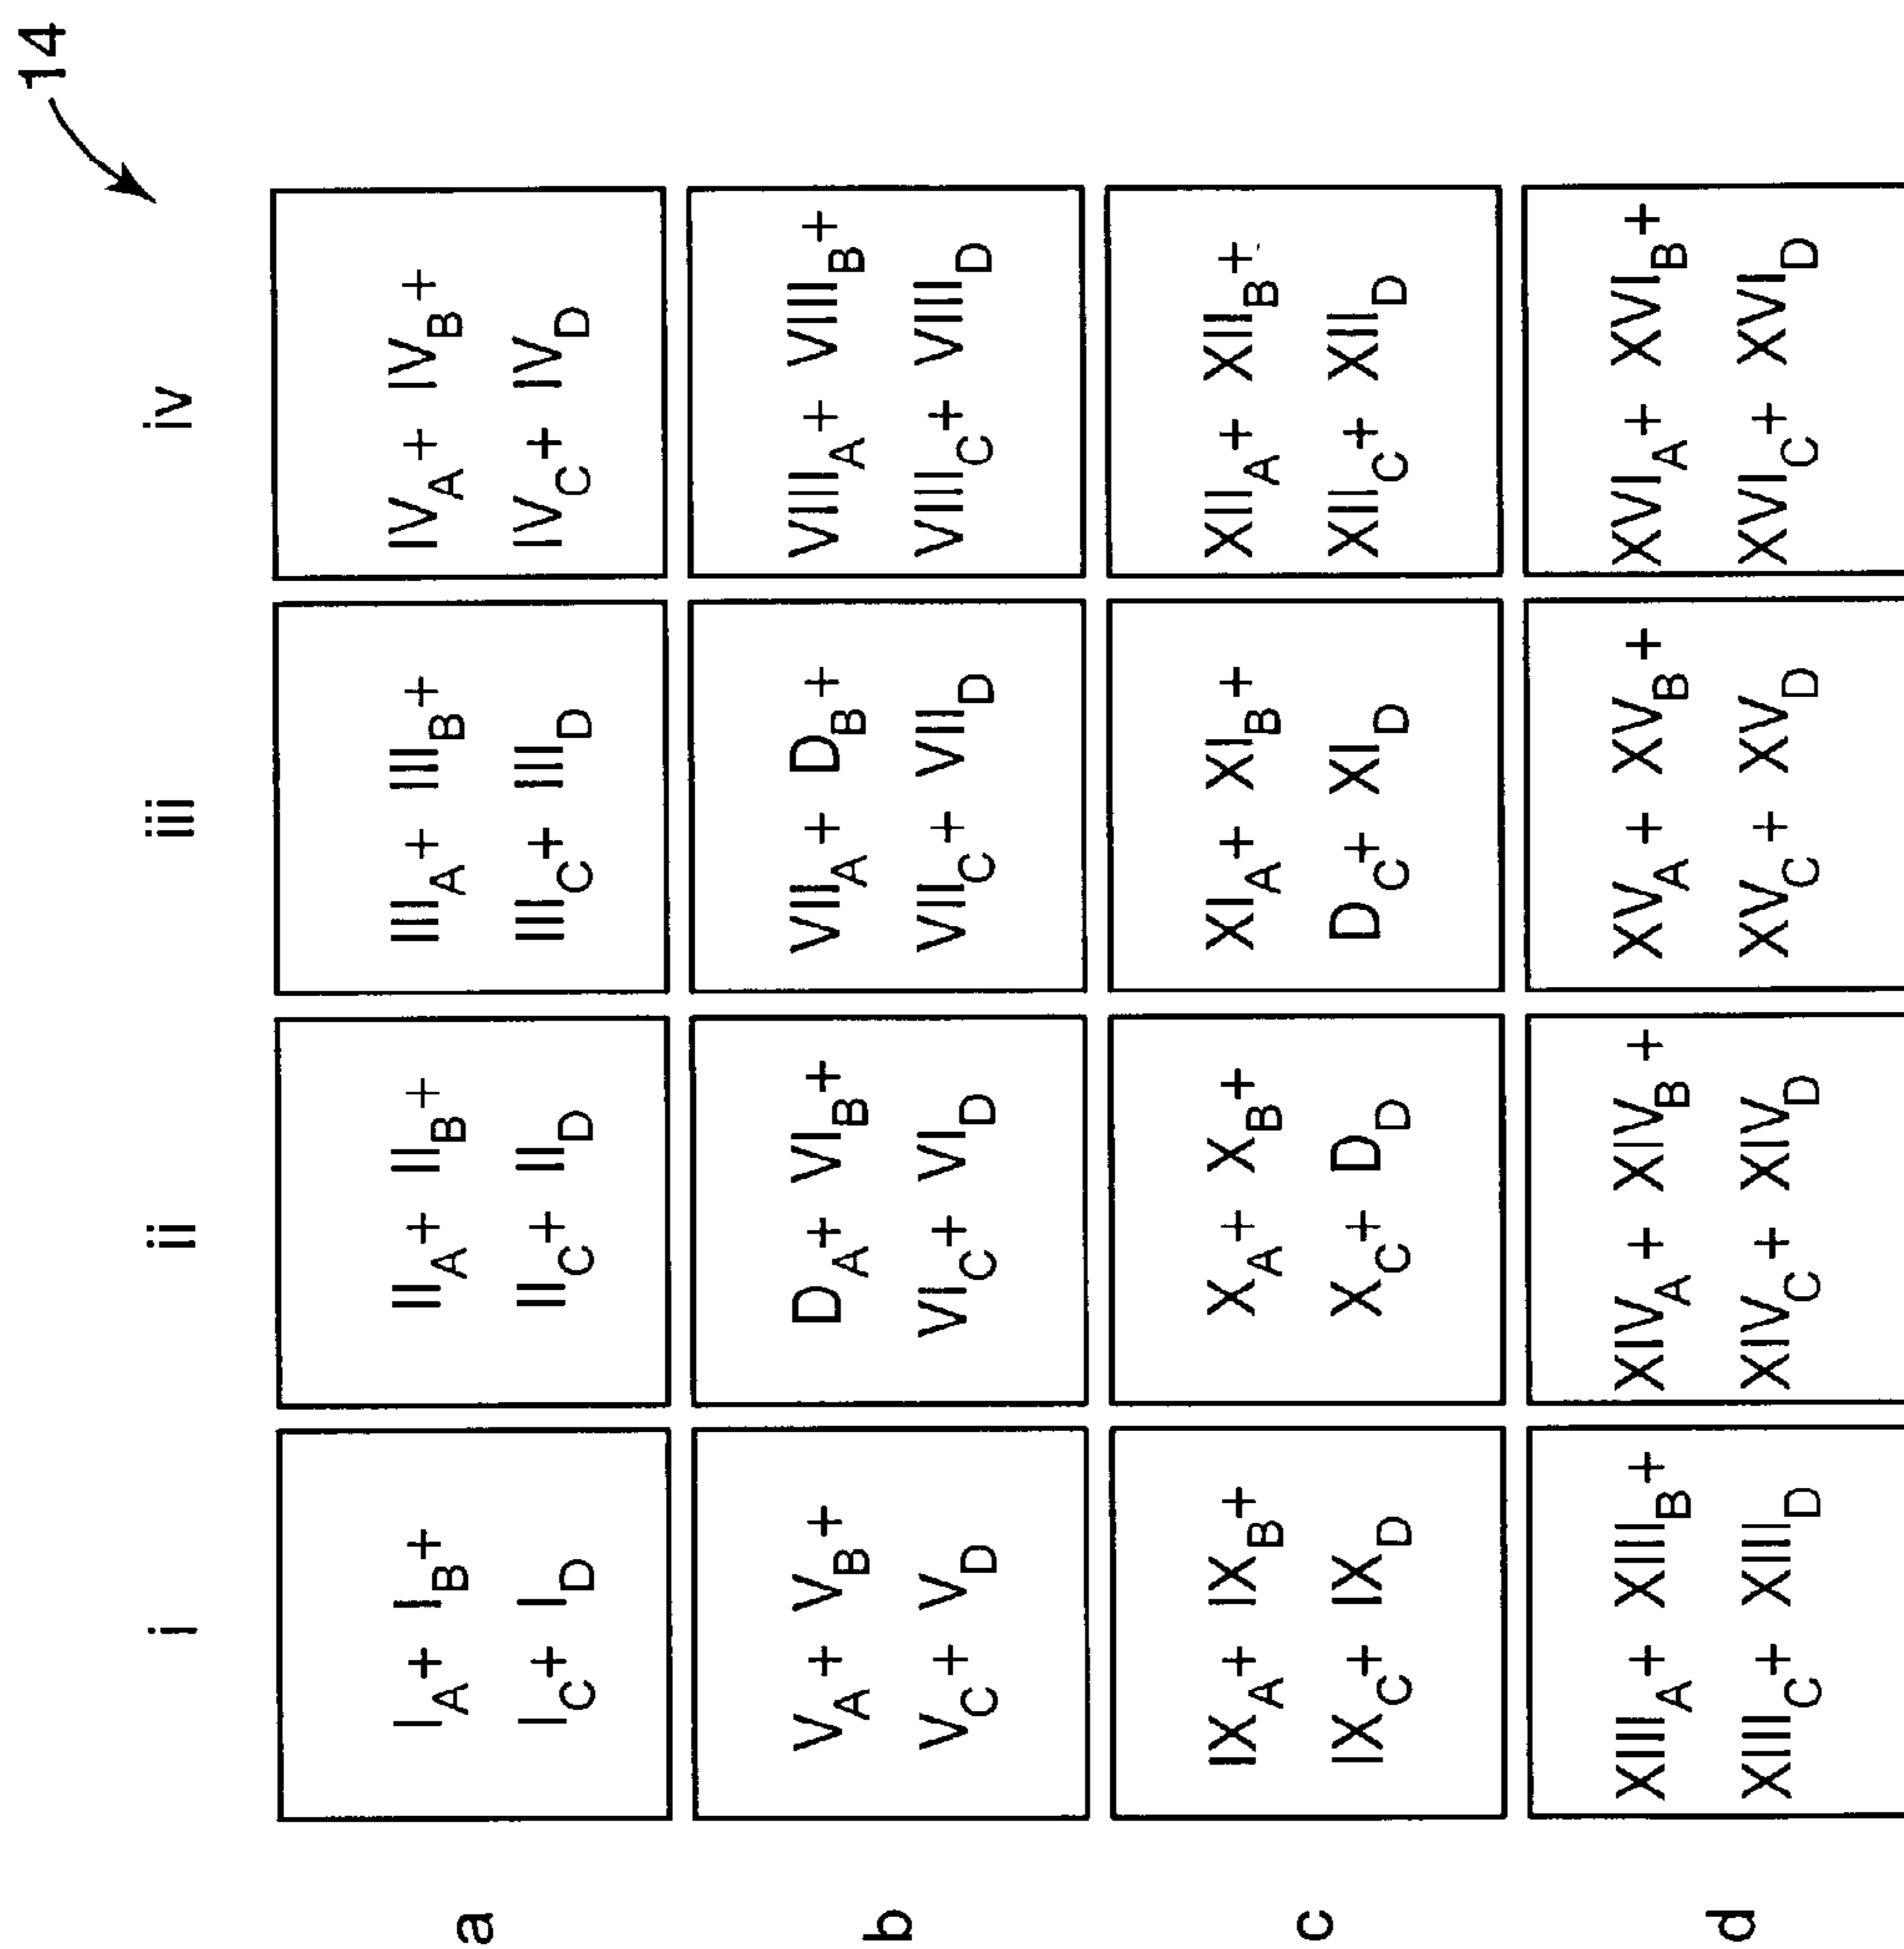 14
i ii iii iv
a
I_A+ I_B+
I_C+ I_D
II_A+ II_B+
II_C+ II_D
III_A+ III_B+
III_C+ III_D
IV_A+ IV_B+
IV_C+ IV_D
b
V_A+ V_B+
V_C+ V_D
D_A+ VI_B+
Vi_C+ VI_D
VII_A+ D_B+
VII_C+ VII_D
VIII_A+ VIII_B+
VIII_C+ VIII_D
c
IX_A+ IX_B+
IX_C+ IX_D
X_A+ X_B+
X_C+ D_D
XI_A+ XI_B+
D_C+ XI_D
XII_A+ XII_B+
XII_C+ XII_D
d
XIII_A+ XIII_B+
XIII_C+ XIII_D
XIV_A+ XIV_B+
XIV_C+ XIV_D
XV_A+ XV_B+
XV_C+ XV_D
XVI_A+ XVI_B+
XVI_C+ XVI_D